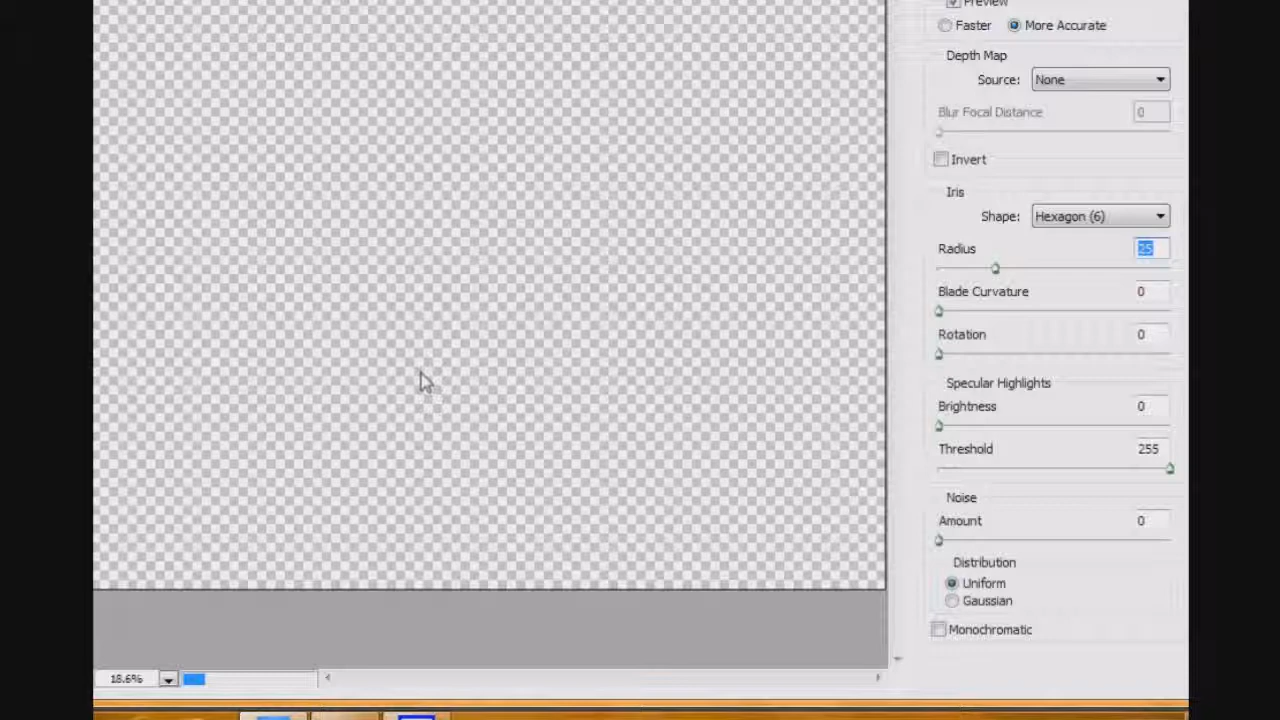 Preview
Faster More Accurate
Depth Map
Source: None
Blur Focal Distance 0
Invert
Iris
Shape: Hexagon (6)
Radius 25
Blade Curvature 0
Rotation 0
Specular Highlights
Brightness 0
Threshold 255
Noise
Amount 0
Distribution
Uniform
Gaussian
Monochromatic
18.6%